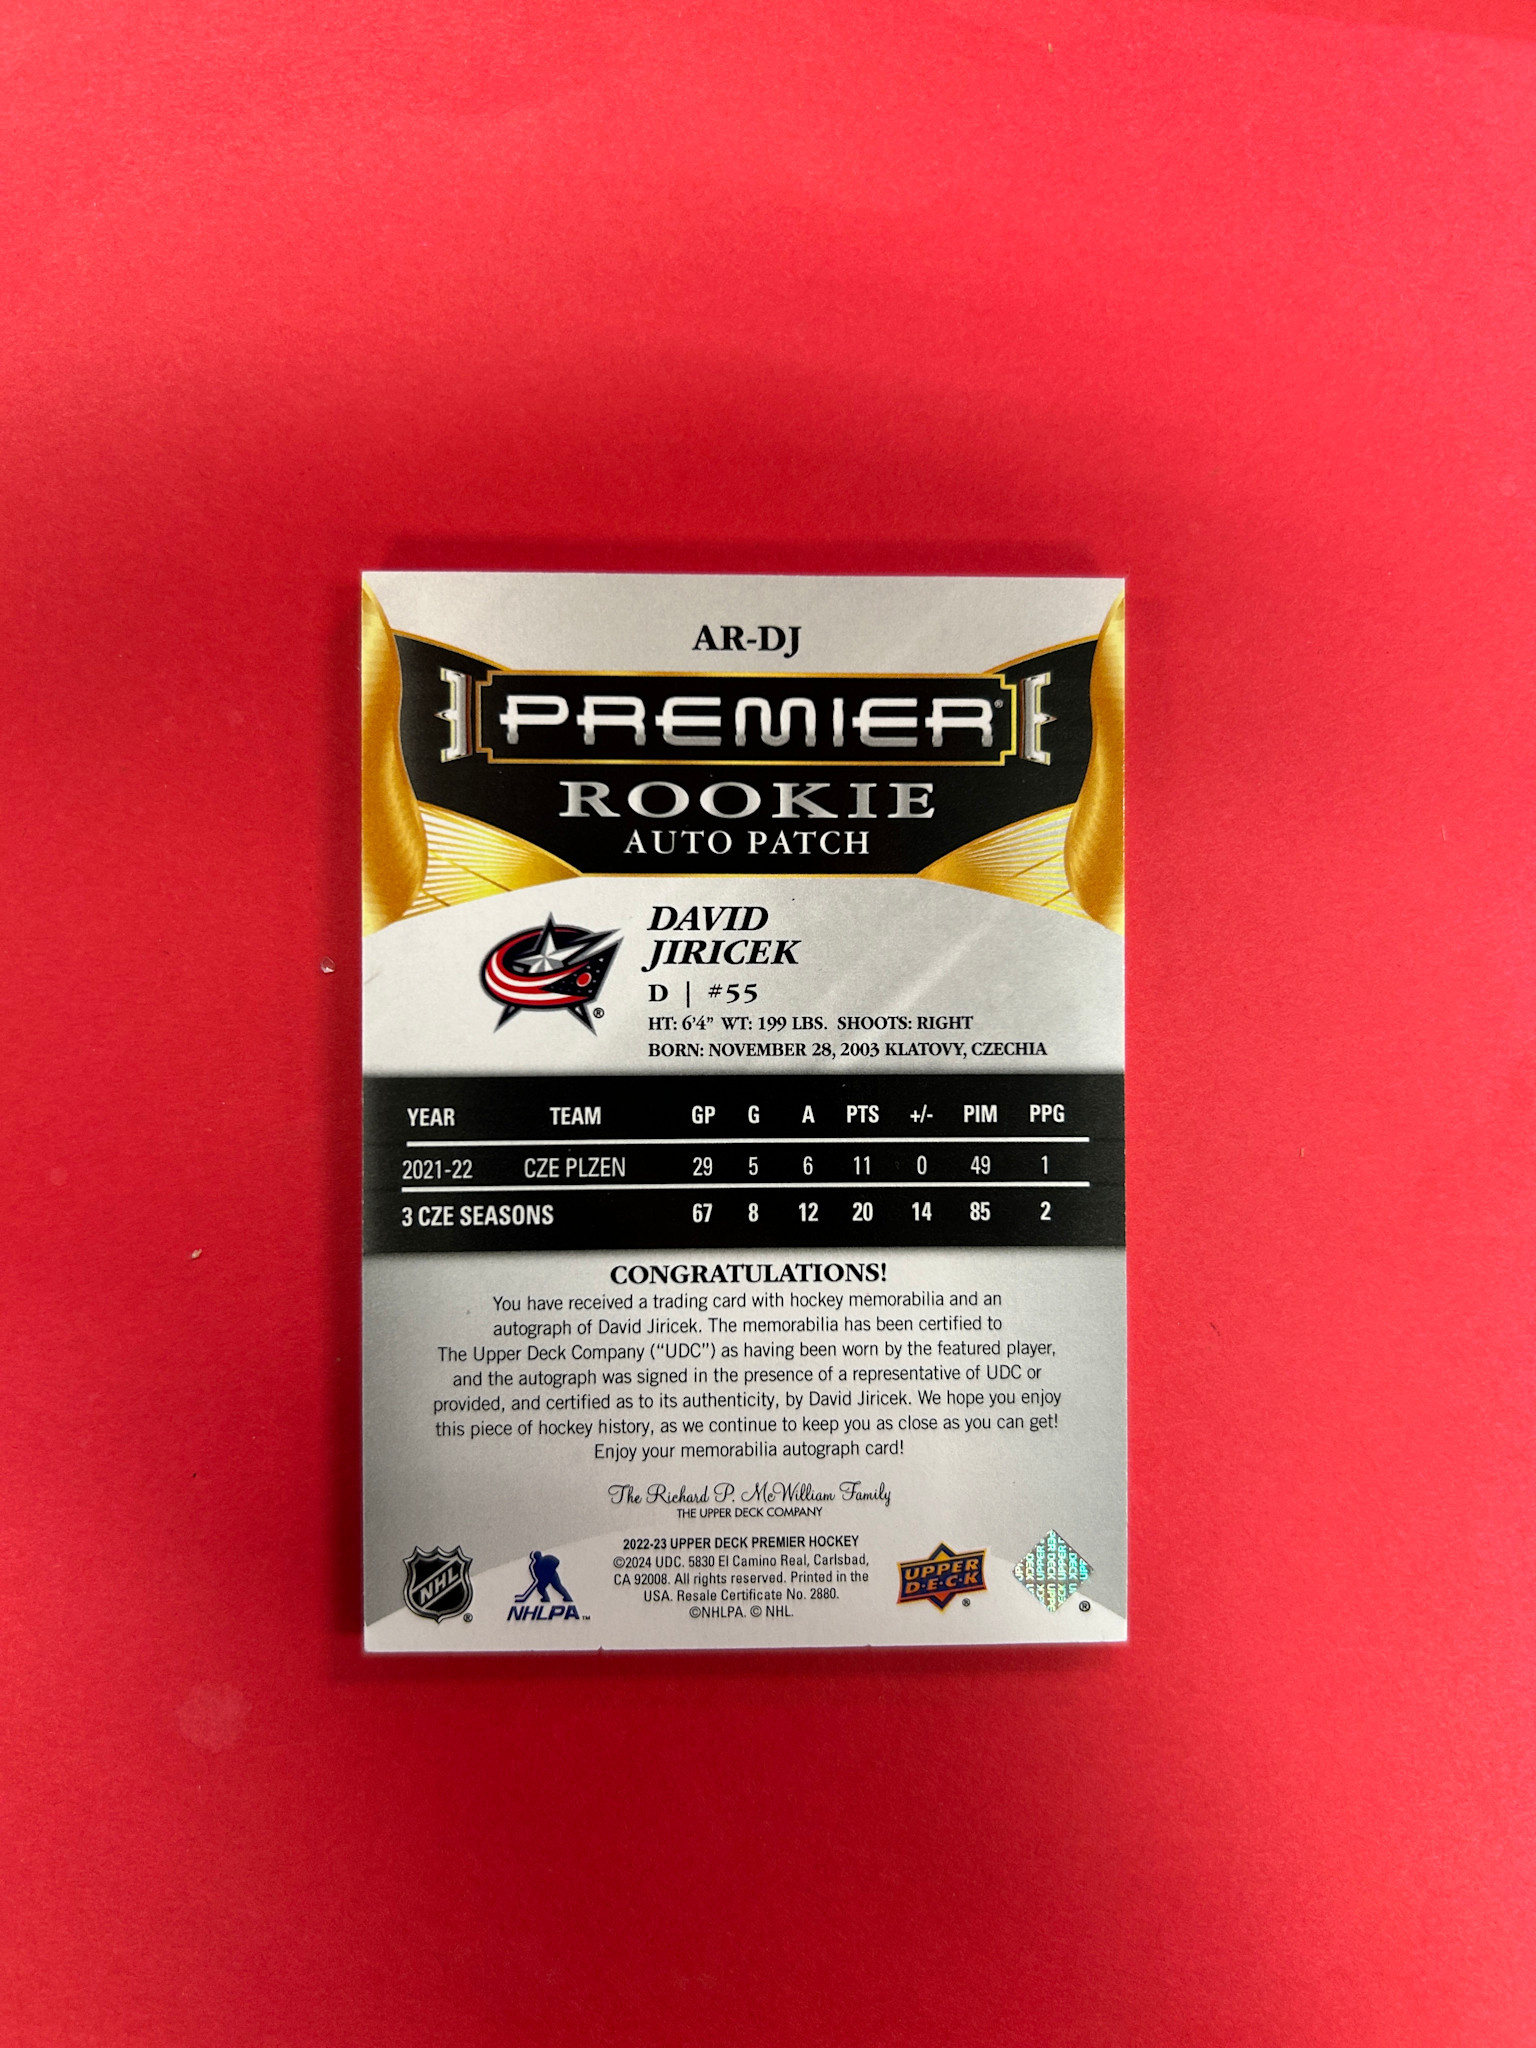 AR-DJ
PREMIER®
ROOKIE
AUTO PATCH
DAVID
JIRICEK
D | #55
HT: 6'4" WT: 199 LBS. SHOOTS: RIGHT
BORN: NOVEMBER 28, 2003 KLATOVY, CZECHIA
®
YEAR TEAM GP G A PTS +/- PIM PPG
2021-22 CZE PLZEN 29 5 6 11 0 49 1
3 CZE SEASONS 67 8 12 20 14 85 2
CONGRATULATIONS!
You have received a trading card with hockey memorabilia and an
autograph of David Jiricek. The memorabilia has been certified to
The Upper Deck Company ("UDC") as having been worn by the featured player,
and the autograph was signed in the presence of a representative of UDC or
provided, and certified as to its authenticity, by David Jiricek. We hope you enjoy
this piece of hockey history, as we continue to keep you as close as you can get!
Enjoy your memorabilia autograph card!
The Richard P. McWilliam Family
THE UPPER DECK COMPANY
2022-23 UPPER DECK PREMIER HOCKEY
©2024 UDC. 5830 El Camino Real, Carlsbad,
CA 92008. All rights reserved. Printed in the
USA. Resale Certificate No. 2880.
©NHLPA. © NHL.
NHL ®
NHLPA™
UPPER
D·E·C·K ®
UPPER DECK ®